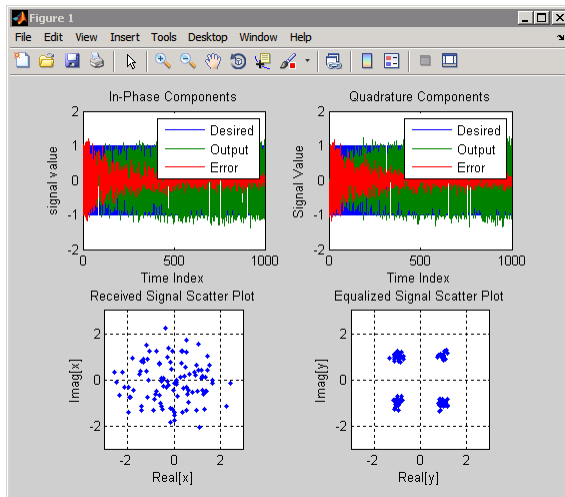 Figure 1
File Edit View Insert Tools Desktop Window Help
In-Phase Components
2
1
0
-1
-2
signal value
Desired
Output
Error
0 500 1000
Time Index
Quadrature Components
2
1
0
-1
-2
Signal Value
Desired
Output
Error
0 500 1000
Time Index
Received Signal Scatter Plot
2
0
-2
Imag[x]
-2 0 2
Real[x]
Equalized Signal Scatter Plot
2
0
-2
Imag[y]
-2 0 2
Real[y]